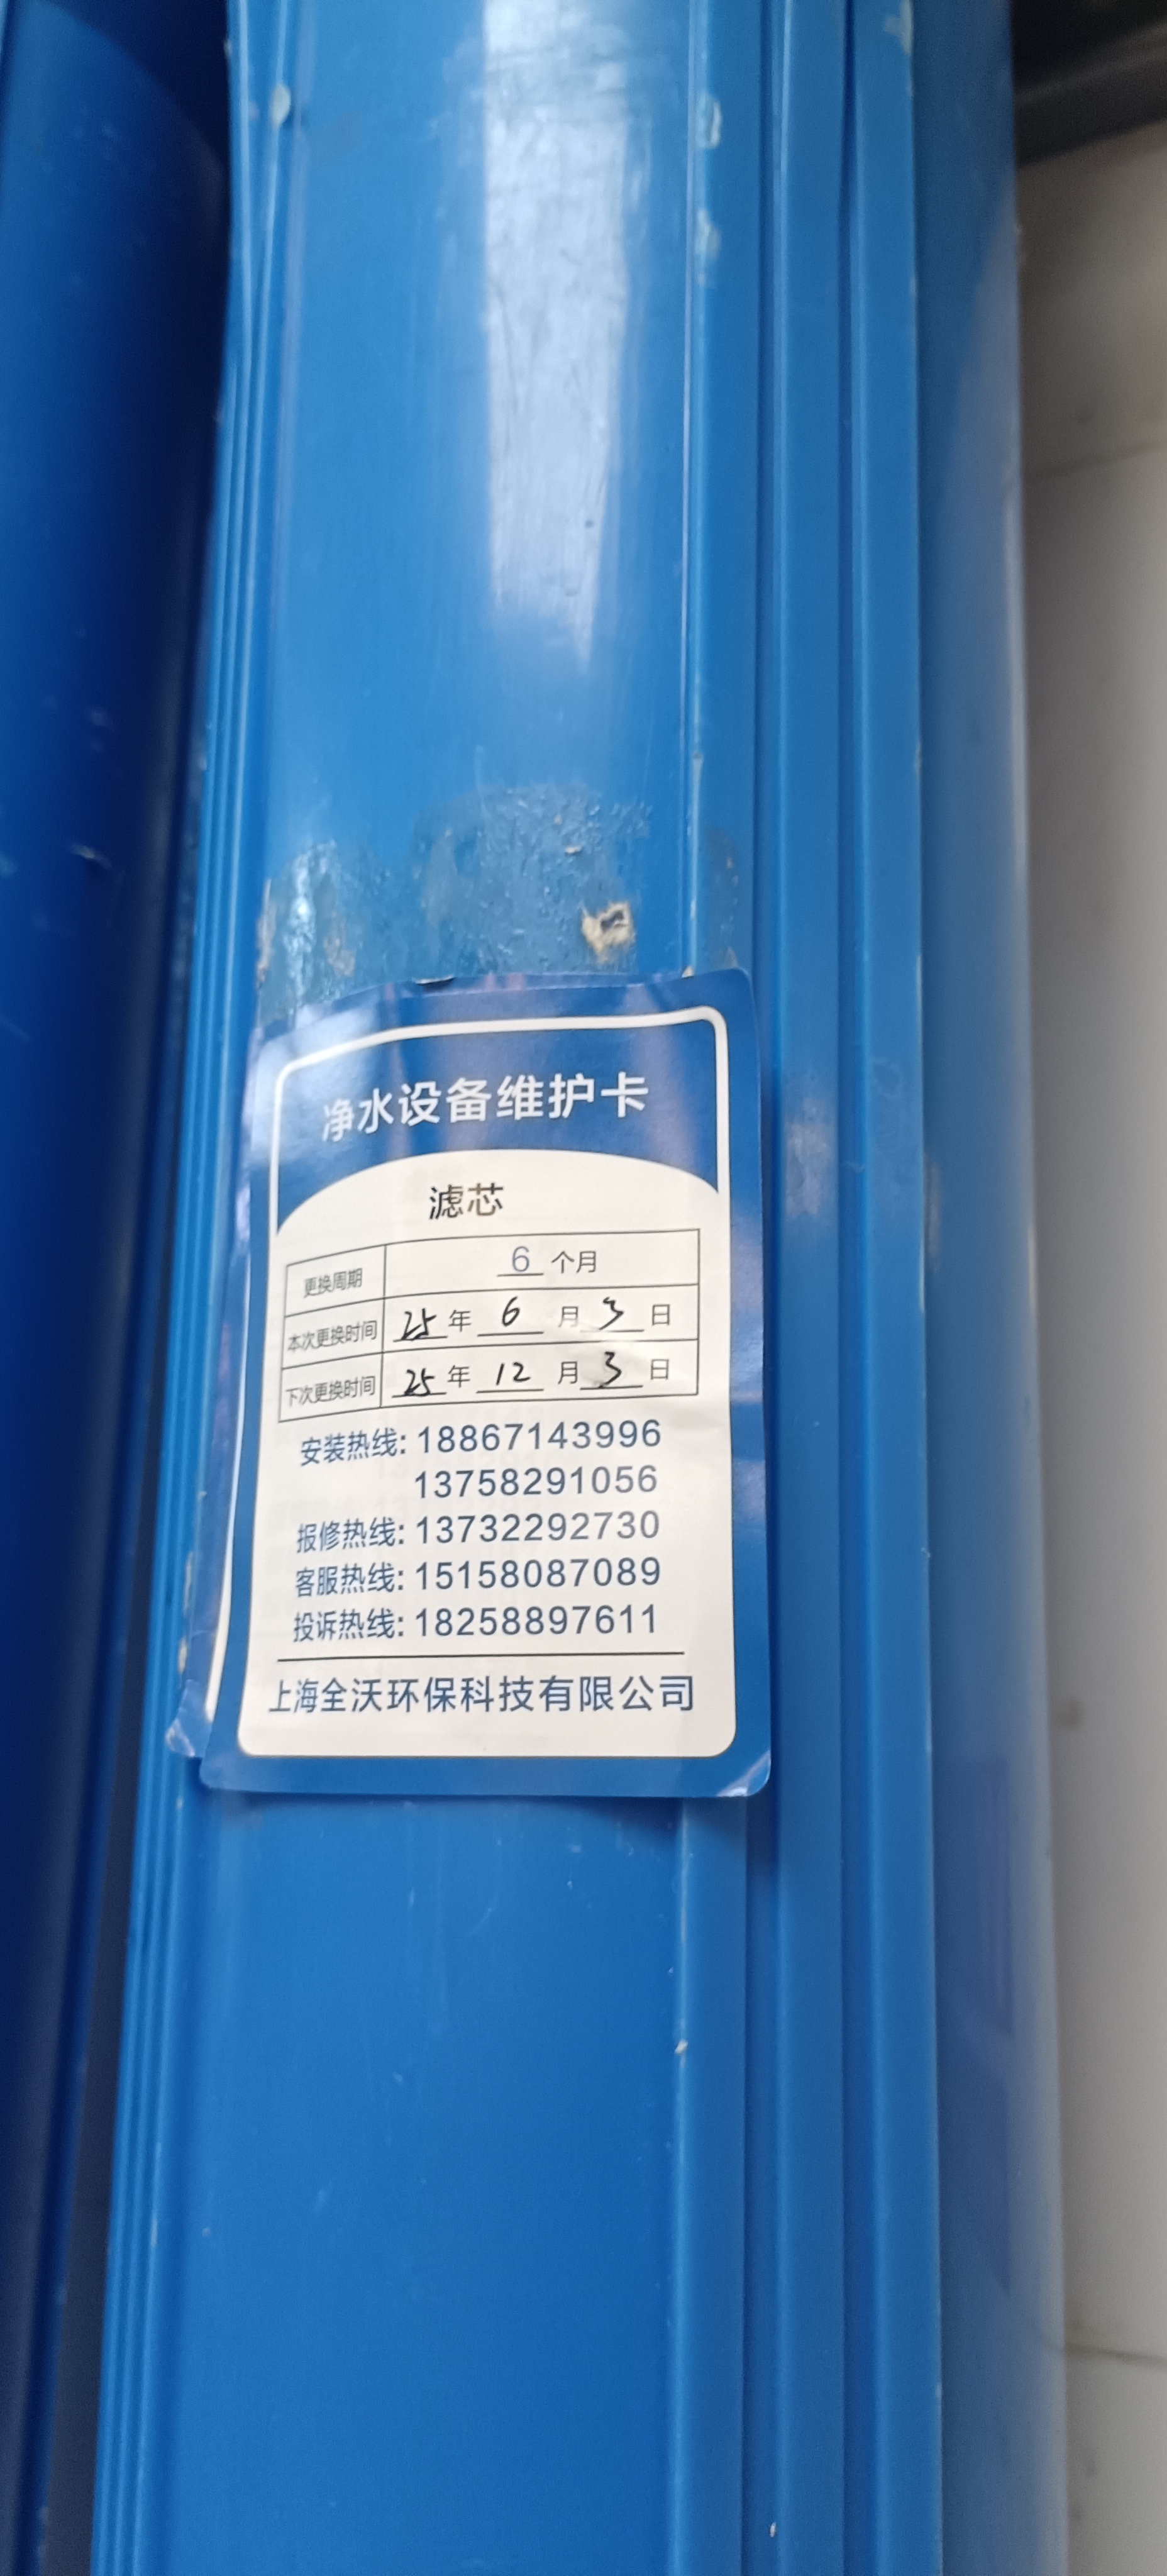 净水设备维护卡
滤芯
更换周期 6 个月
本次更换时间 25 年 6 月 3 日
下次更换时间 25 年 12 月 3 日
安装热线: 18867143996
13758291056
报修热线: 13732292730
客服热线: 15158087089
投诉热线: 18258897611
上海全沃环保科技有限公司